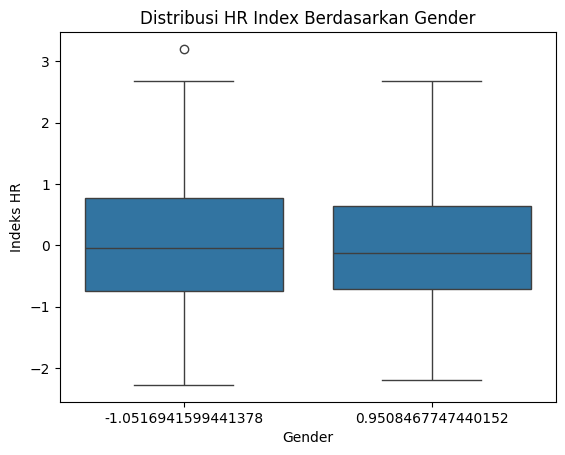 Distribusi HR Index Berdasarkan Gender
3
2
1
0
−1
−2
Indeks HR
-1.0516941599441378 0.9508467747440152
Gender